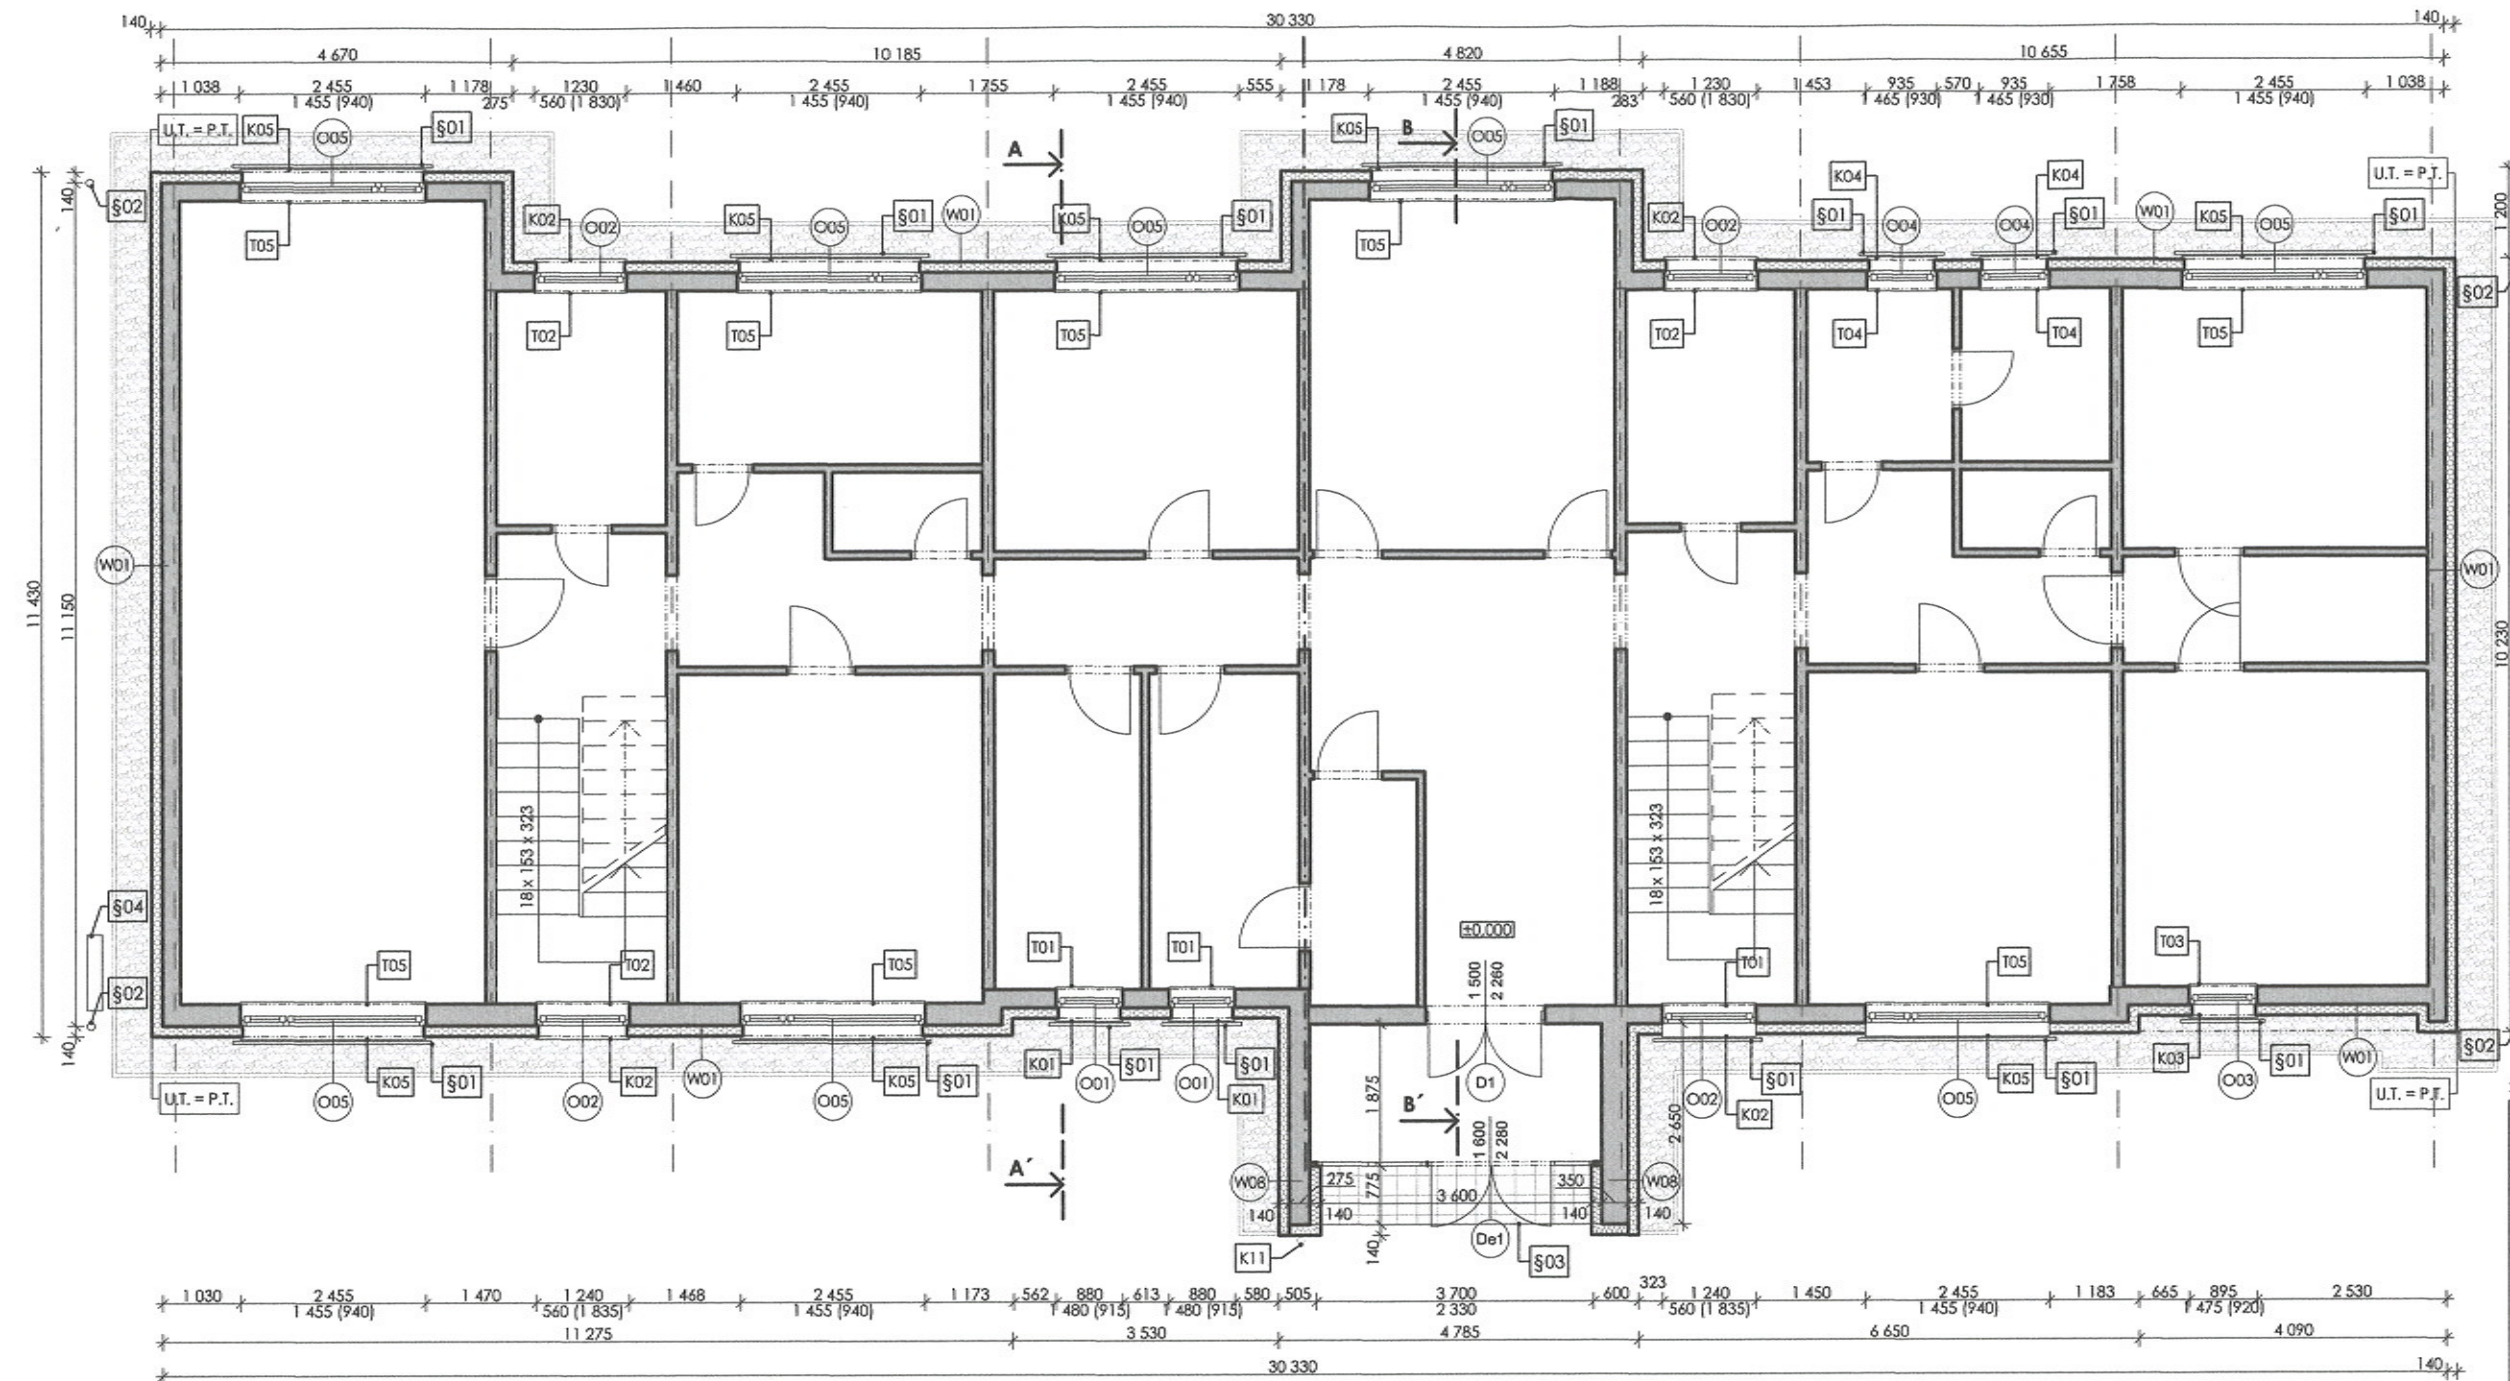 140 30 330 140
4 670 10 185 4 820 10 655
1 038 2 455 1 178 1230 1 460 2 455 1 755 2 455 555 1 178 2 455 1 188 1 230 1 453 935 570 935 1 758 2 455 1 038
1 455 (940) 275 560 (1 830) 1 455 (940) 1 455 (940) 1 455 (940) 283 560 (1 830) 1 465 (930) 1 465 (930) 1 455 (940)
U.T. = P.T. K05 O05 §01 A K05 B O05 §01
K04 K04 U.T. = P.T.
140 §02 K02 O02 K05 O05 §01 W01 K05 O05 §01 K02 O02 §01 O04 O04 §01 W01 K05 O05 §01 1 200
T05 T05
§02
T02 T05 T05 T02 T04 T04 T05
W01 W01
11 430 11 150 10 230
18 x 153 x 323 18 x 153 x 323
§04
±0,000
T05 T02 T05 T01 T01 1 500 2 260 T01 T05 T03
§02
140 §02
K05 §01 K02 W01 K05 §01 K01 §01 §01 §01 K05 §01 K03 §01 W01
U.T. = P.T. O05 O02 O05 O01 O01 K01 1 875 D1 O02 K02 O05 O03 U.T. = P.T.
B´ 2 650
1 600 2 280
A´ W08 275 775 3 600 350 W08
140 140 140 140
K11 140 De1 §03
1 030 2 455 1 470 1 240 1 468 2 455 1 173 562 880 613 880 580 505 3 700 600 323 1 240 1 450 2 455 1 183 665 895 2 530
1 455 (940) 560 (1 835) 1 455 (940) 1 480 (915) 1 480 (915) 2 330 560 (1 835) 1 455 (940) 1 475 (920)
11 275 3 530 4 785 6 650 4 090
30 330 140